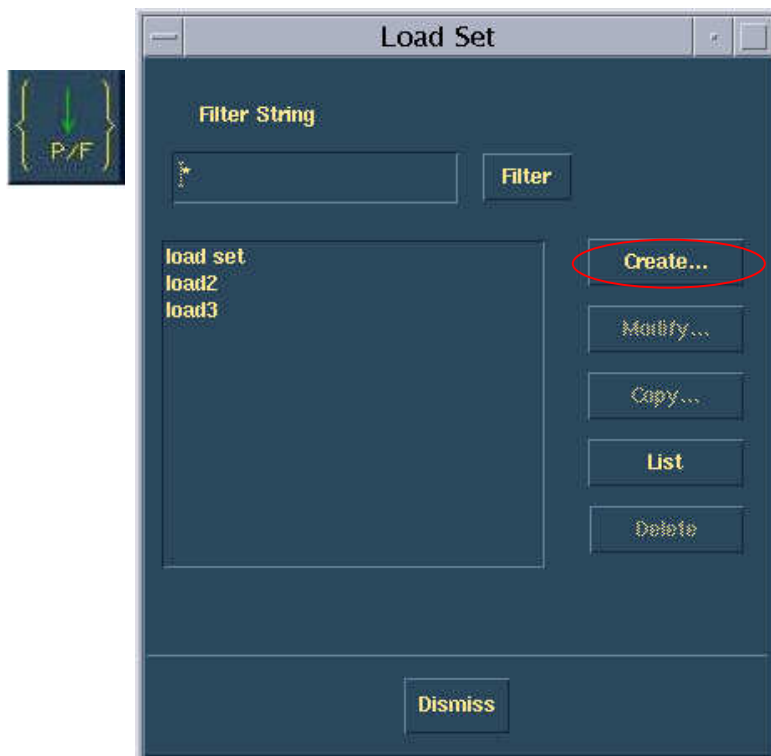 Load Set
P/F
Filter String
*
Filter
load set
load2
load3
Create...
Modify...
Copy...
List
Delete
Dismiss